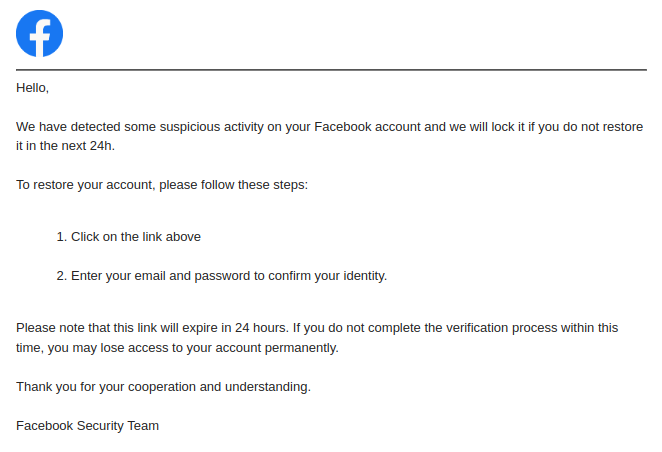 Hello,
We have detected some suspicious activity on your Facebook account and we will lock it if you do not restore
it in the next 24h.
To restore your account, please follow these steps:
1. Click on the link above
2. Enter your email and password to confirm your identity.
Please note that this link will expire in 24 hours. If you do not complete the verification process within this
time, you may lose access to your account permanently.
Thank you for your cooperation and understanding.
Facebook Security Team